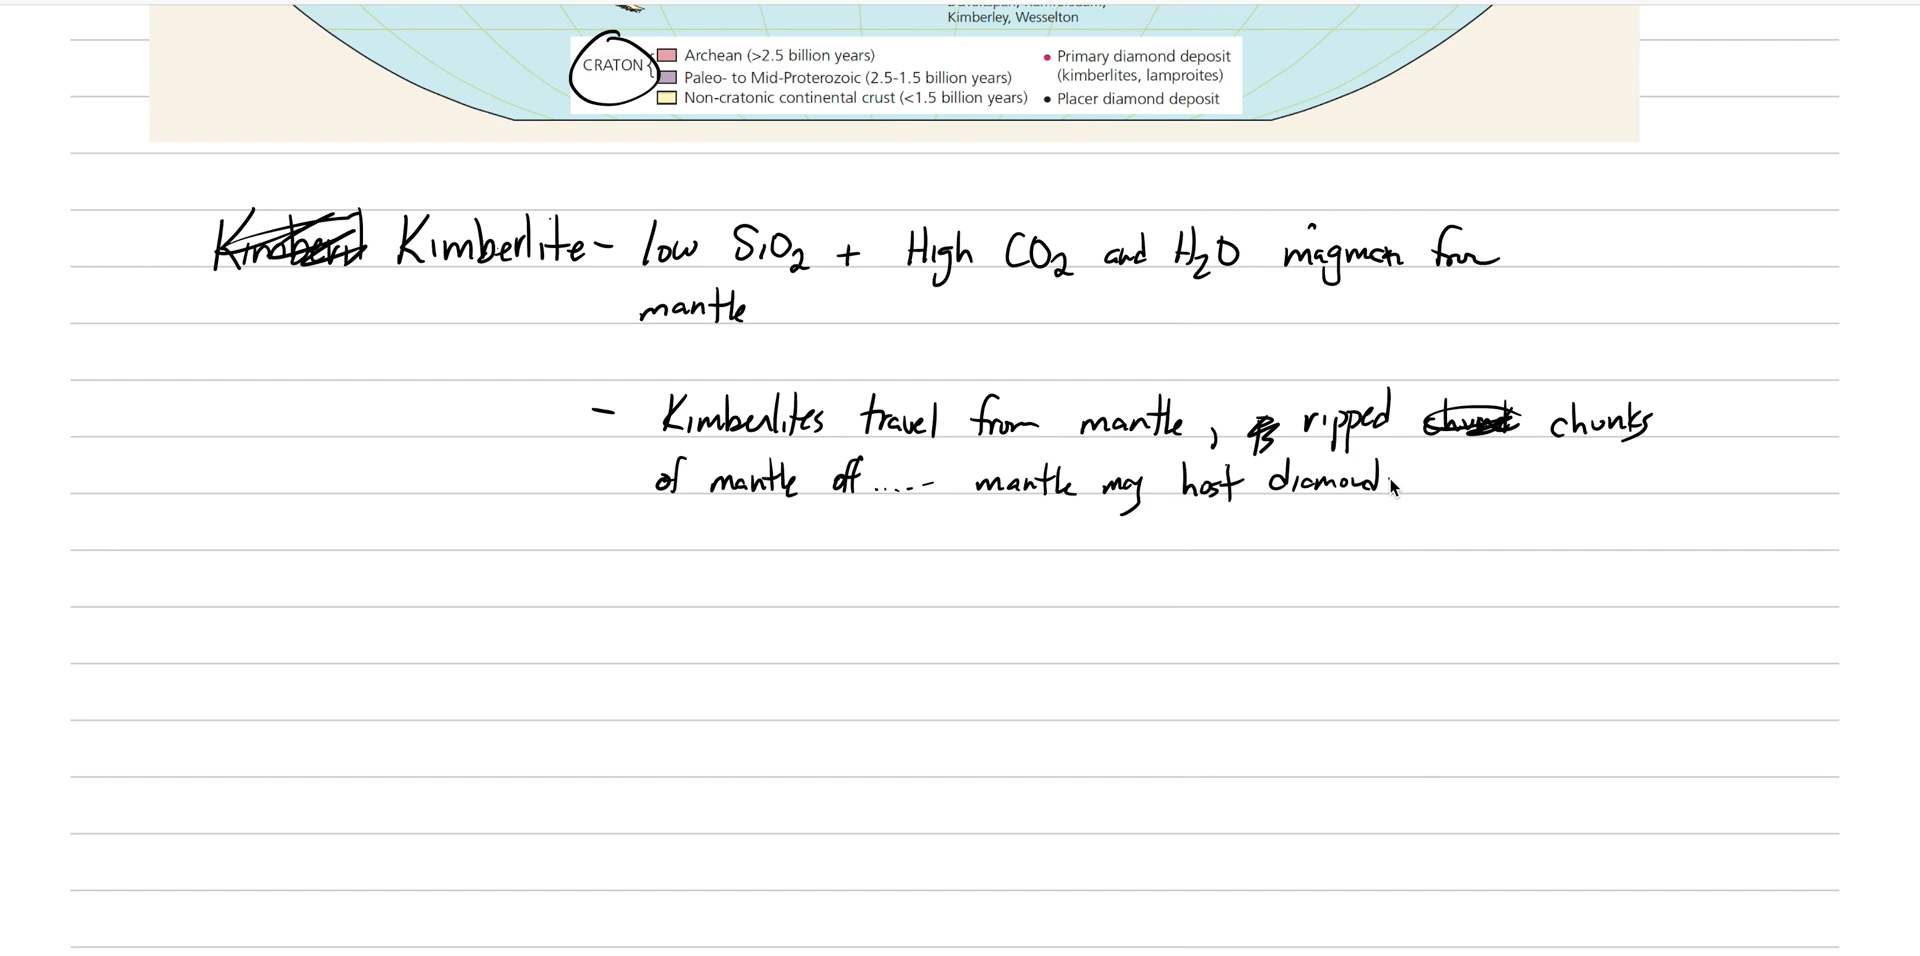 Kimberley, Wesselton
CRATON
Archean (>2.5 billion years)
Paleo- to Mid-Proterozoic (2.5-1.5 billion years)
Non-cratonic continental crust (<1.5 billion years)
Primary diamond deposit
(kimberlites, lamproites)
Placer diamond deposit
Kimberlite - low SiO2 + High CO2 and H2O magma from
mantle
- Kimberlites travel from mantle, ripped chunks
of mantle off ..... mantle may host diamond.